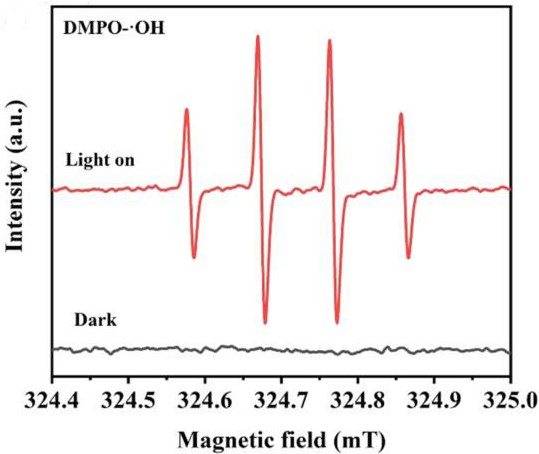 DMPO-·OH
Light on
Dark
Intensity (a.u.)
324.4 324.5 324.6 324.7 324.8 324.9 325.0
Magnetic field (mT)